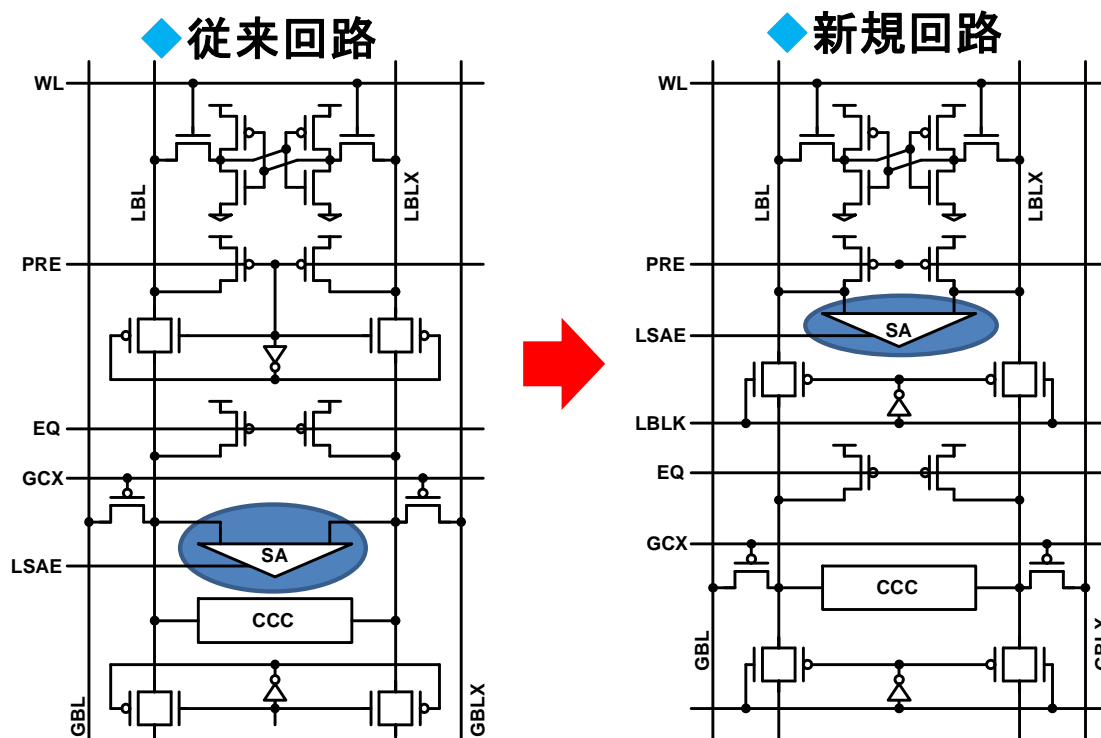 ◆従来回路
WL
LBL
LBLX
PRE
EQ
GCX
SA
LSAE
CCC
GBL
GBLX
◆新規回路
WL
LBL
LBLX
PRE
SA
LSAE
LBLK
EQ
GCX
CCC
GBL
GBLX